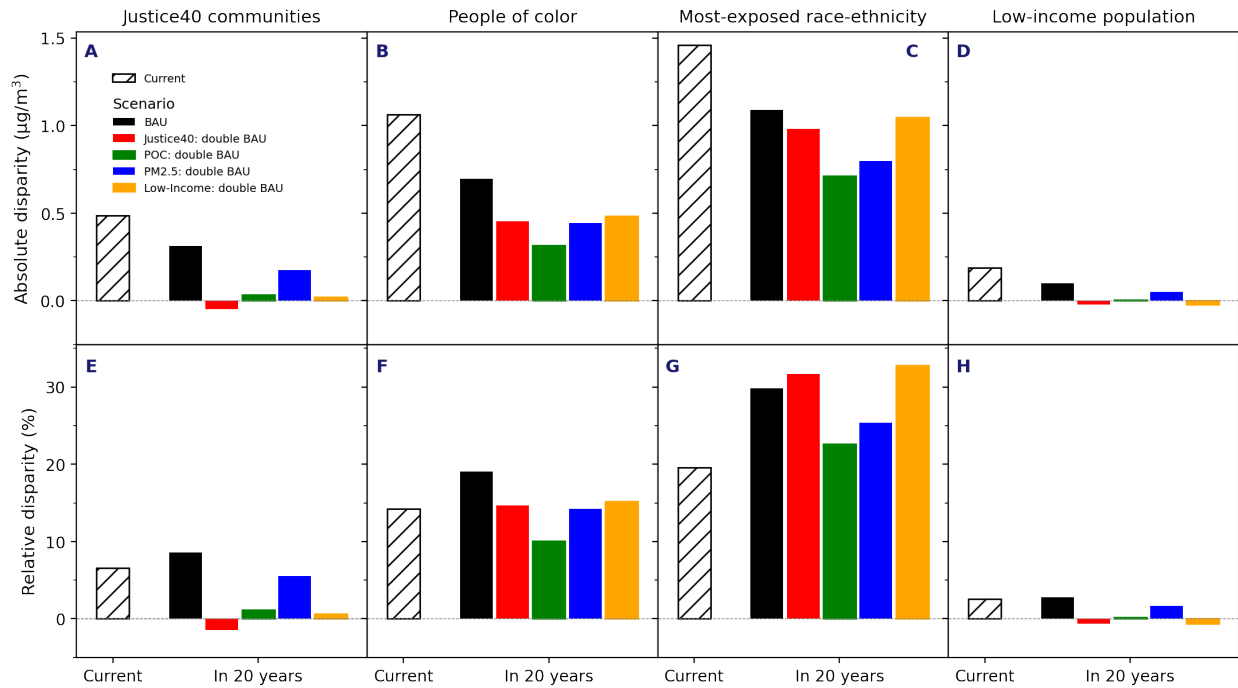 Justice40 communities
People of color
Most-exposed race-ethnicity
Low-income population
A
B
C
D
Absolute disparity (μg/m³)
1.5
1.0
0.5
0.0
Current
Scenario
BAU
Justice40: double BAU
POC: double BAU
PM2.5: double BAU
Low-Income: double BAU
E
F
G
H
Relative disparity (%)
30
20
10
0
Current
In 20 years
Current
In 20 years
Current
In 20 years
Current
In 20 years